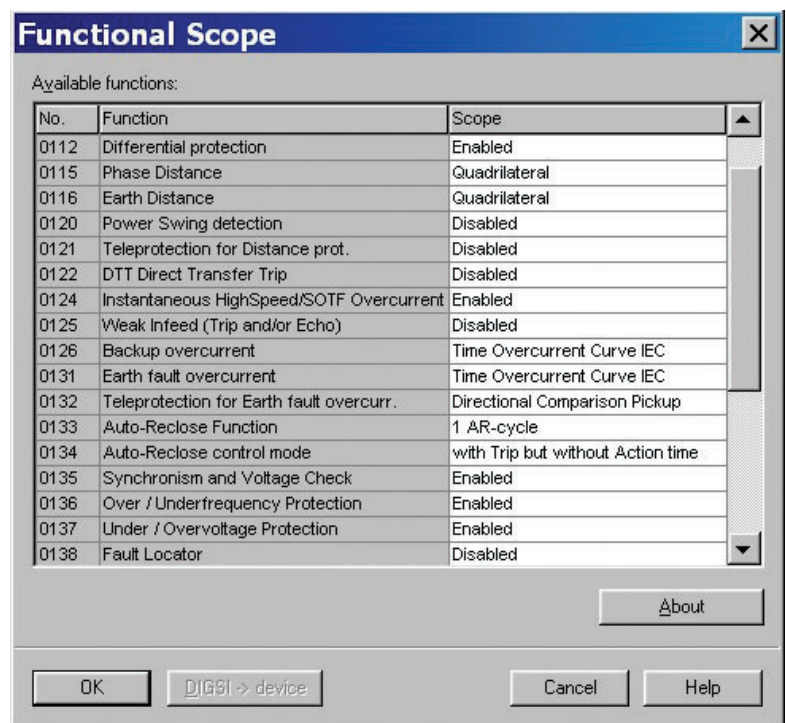 Functional Scope
Available functions:
No. Function Scope
0112 Differential protection Enabled
0115 Phase Distance Quadrilateral
0116 Earth Distance Quadrilateral
0120 Power Swing detection Disabled
0121 Teleprotection for Distance prot. Disabled
0122 DTT Direct Transfer Trip Disabled
0124 Instantaneous HighSpeed/SOTF Overcurrent Enabled
0125 Weak Infeed (Trip and/or Echo) Disabled
0126 Backup overcurrent Time Overcurrent Curve IEC
0131 Earth fault overcurrent Time Overcurrent Curve IEC
0132 Teleprotection for Earth fault overcurr. Directional Comparison Pickup
0133 Auto-Reclose Function 1 AR-cycle
0134 Auto-Reclose control mode with Trip but without Action time
0135 Synchronism and Voltage Check Enabled
0136 Over / Underfrequency Protection Enabled
0137 Under / Overvoltage Protection Enabled
0138 Fault Locator Disabled
About
OK DIGSI -> device Cancel Help